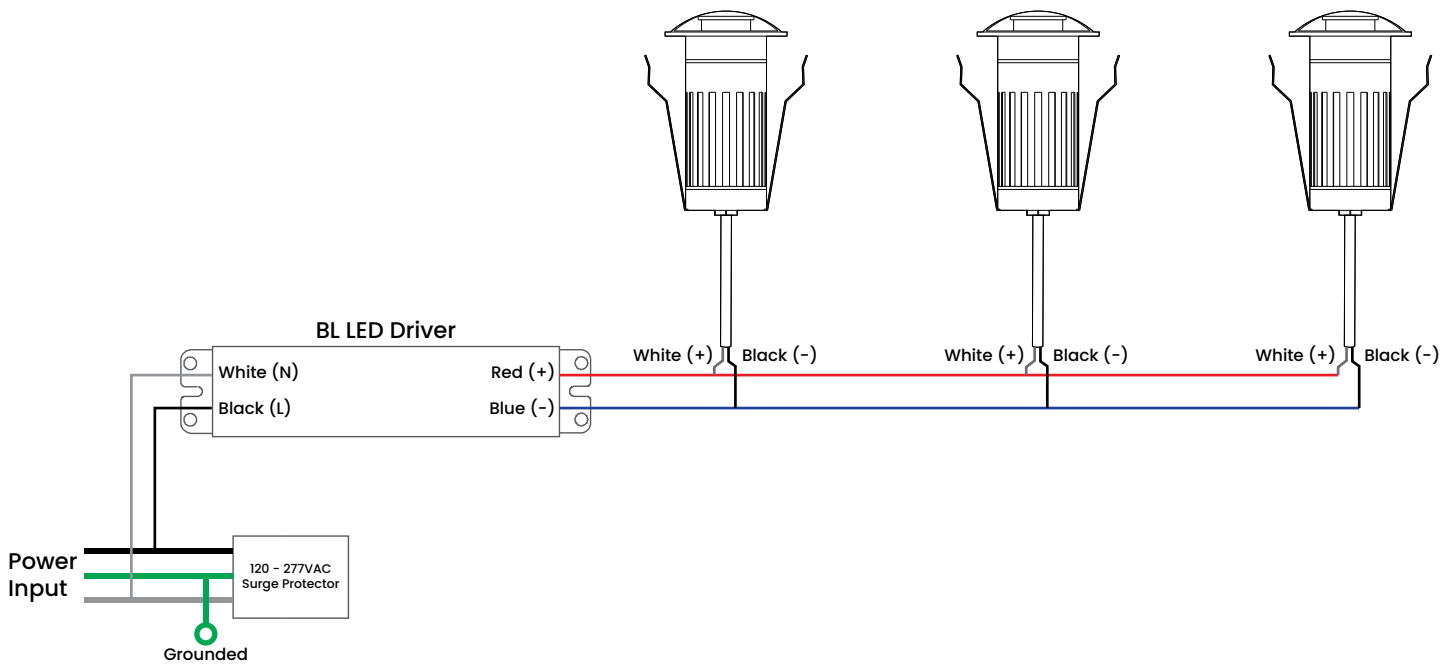 BL LED Driver
White (N)
Red (+)
Black (L)
Blue (-)
White (+)
Black (-)
White (+)
Black (-)
White (+)
Black (-)
Power
Input
120 - 277VAC
Surge Protector
Grounded